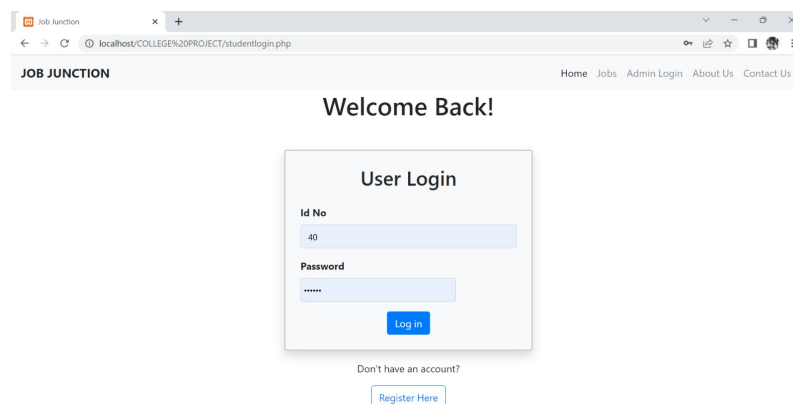 Job Junction
localhost/COLLEGE%20PROJECT/studentlogin.php
JOB JUNCTION Home Jobs Admin Login About Us Contact Us
Welcome Back!
User Login
Id No
40
Password
••••••
Log in
Don't have an account?
Register Here